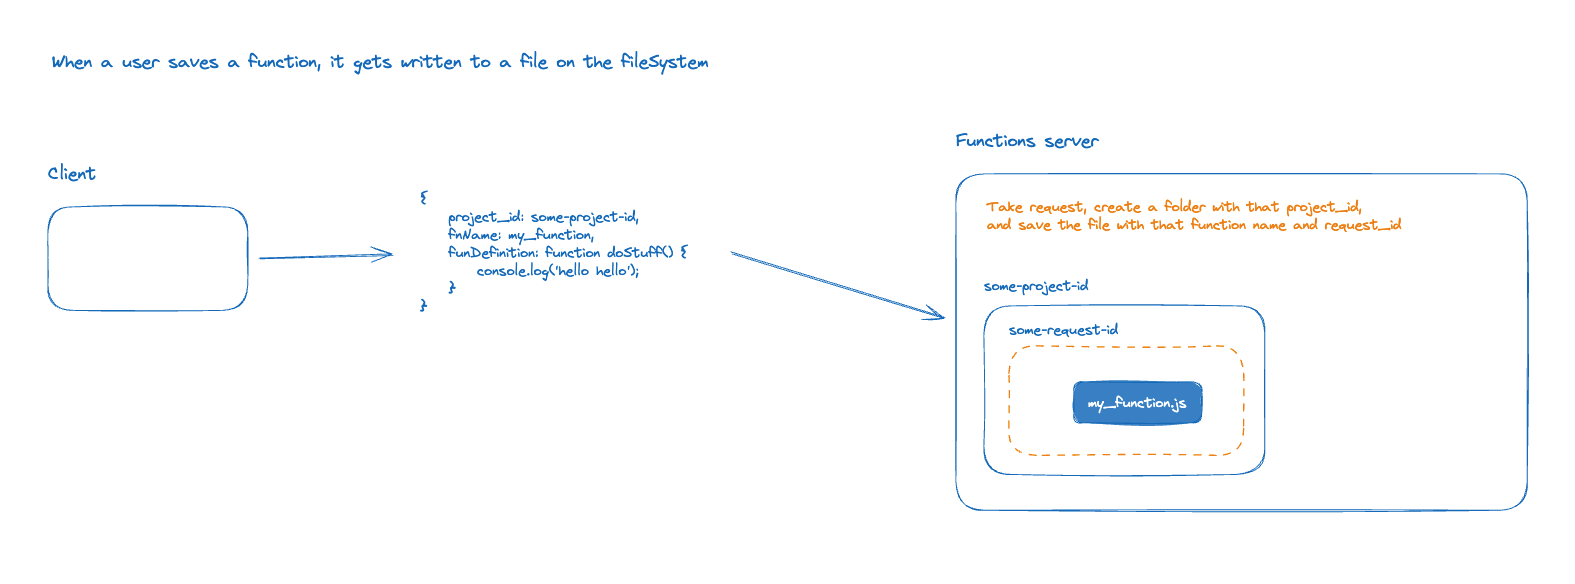 When a user saves a function, it gets written to a file on the fileSystem
Client
{
project_id: some-project-id,
fnName: my_function,
funDefinition: function doStuff() {
console.log('hello hello');
}
}
Functions server
Take request, create a folder with that project_id,
and save the file with that function name and request_id
some-project-id
some-request-id
my_function.js